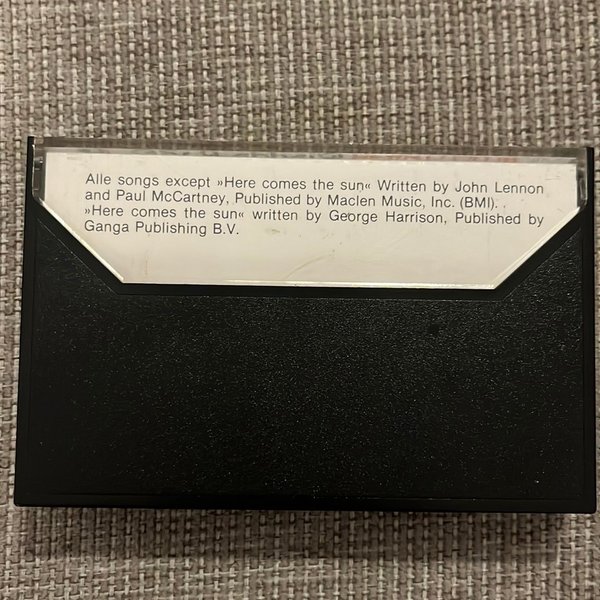 Alle songs except »Here comes the sun« Written by John Lennon
and Paul McCartney, Published by Maclen Music, Inc. (BMI). .
»Here comes the sun« written by George Harrison, Published by
Ganga Publishing B.V.